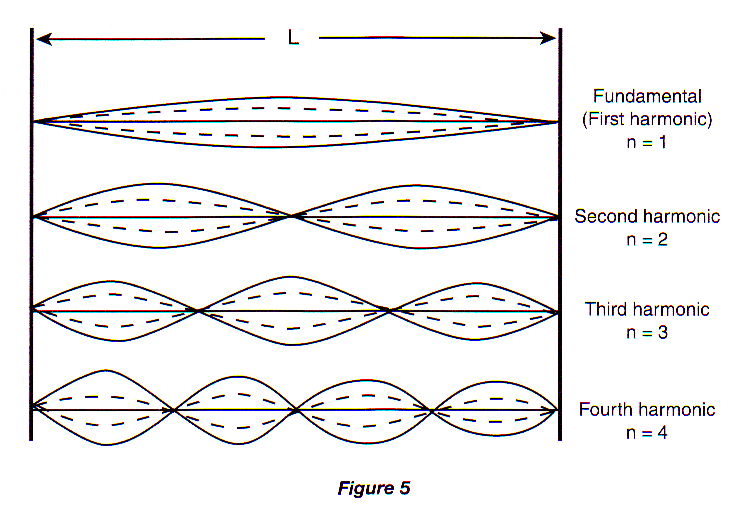 L
Fundamental
(First harmonic)
n = 1
Second harmonic
n = 2
Third harmonic
n = 3
Fourth harmonic
n = 4
Figure 5